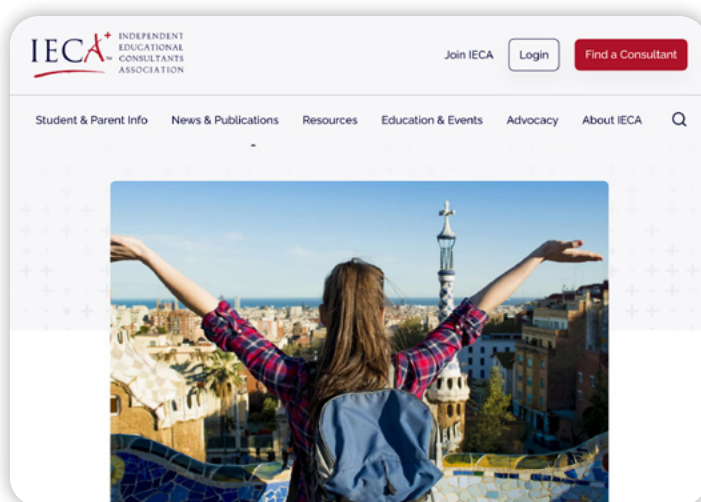 IECA+™
INDEPENDENT
EDUCATIONAL
CONSULTANTS
ASSOCIATION
Join IECA
Login
Find a Consultant
Student & Parent Info
News & Publications
Resources
Education & Events
Advocacy
About IECA